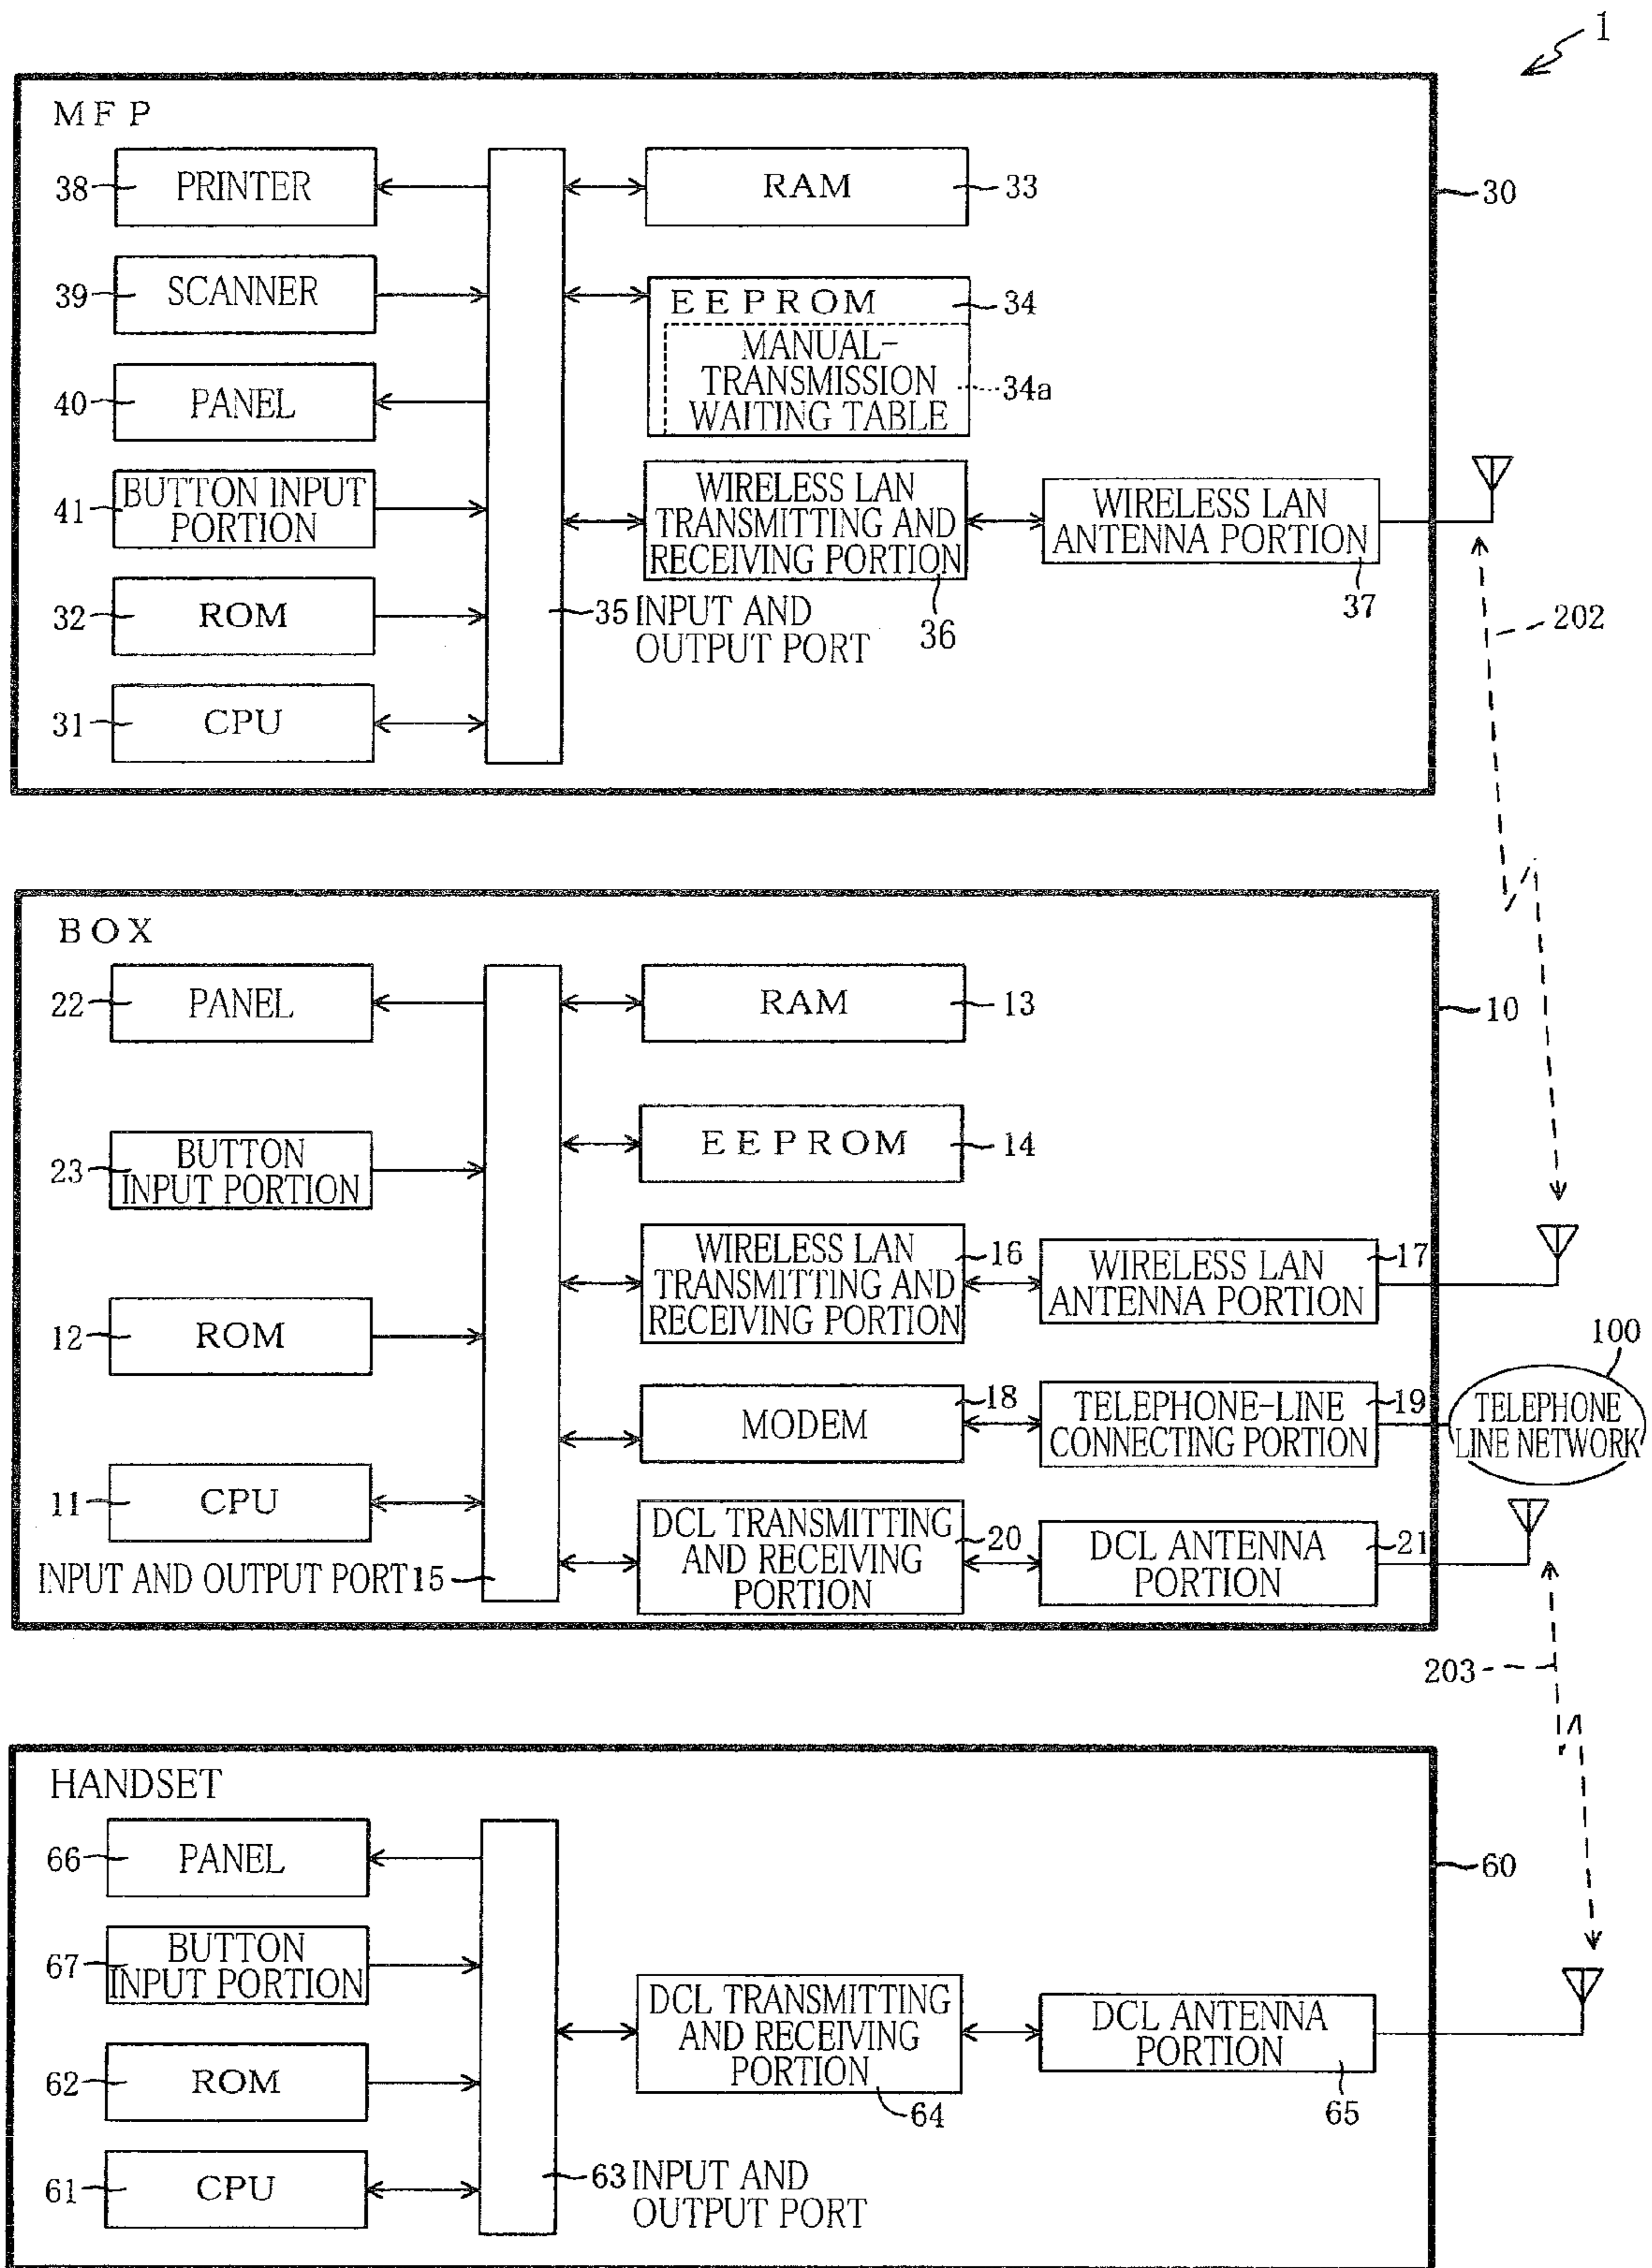 1
MFP
38 PRINTER
RAM 33
30
39 SCANNER
EEPROM 34
MANUAL-
TRANSMISSION 34a
WAITING TABLE
40 PANEL
41 BUTTON INPUT
PORTION
WIRELESS LAN
TRANSMITTING AND
RECEIVING PORTION
36
WIRELESS LAN
ANTENNA PORTION
37
202
32 ROM
35 INPUT AND
OUTPUT PORT
31 CPU
BOX
22 PANEL
RAM 13
10
23 BUTTON
INPUT PORTION
EEPROM 14
WIRELESS LAN
TRANSMITTING AND
RECEIVING PORTION
16
WIRELESS LAN
ANTENNA PORTION
17
12 ROM
100
MODEM
18
TELEPHONE-LINE
CONNECTING PORTION
19
TELEPHONE
LINE NETWORK
11 CPU
DCL TRANSMITTING
AND RECEIVING
PORTION
20
DCL ANTENNA
PORTION
21
INPUT AND OUTPUT PORT 15
203
HANDSET
66 PANEL
60
67 BUTTON
INPUT PORTION
DCL TRANSMITTING
AND RECEIVING
PORTION
64
DCL ANTENNA
PORTION
65
62 ROM
61 CPU
63 INPUT AND
OUTPUT PORT